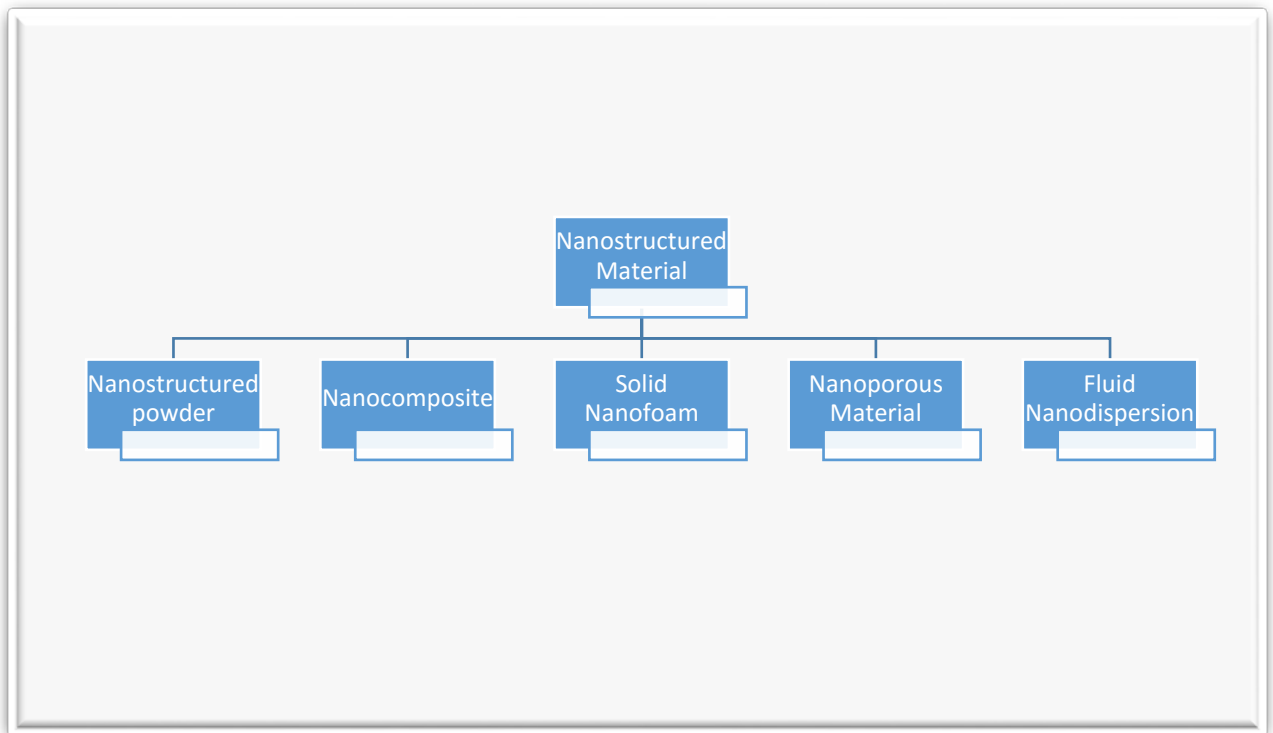 Nanostructured
Material
Nanostructured
powder
Nanocomposite
Solid
Nanofoam
Nanoporous
Material
Fluid
Nanodispersion